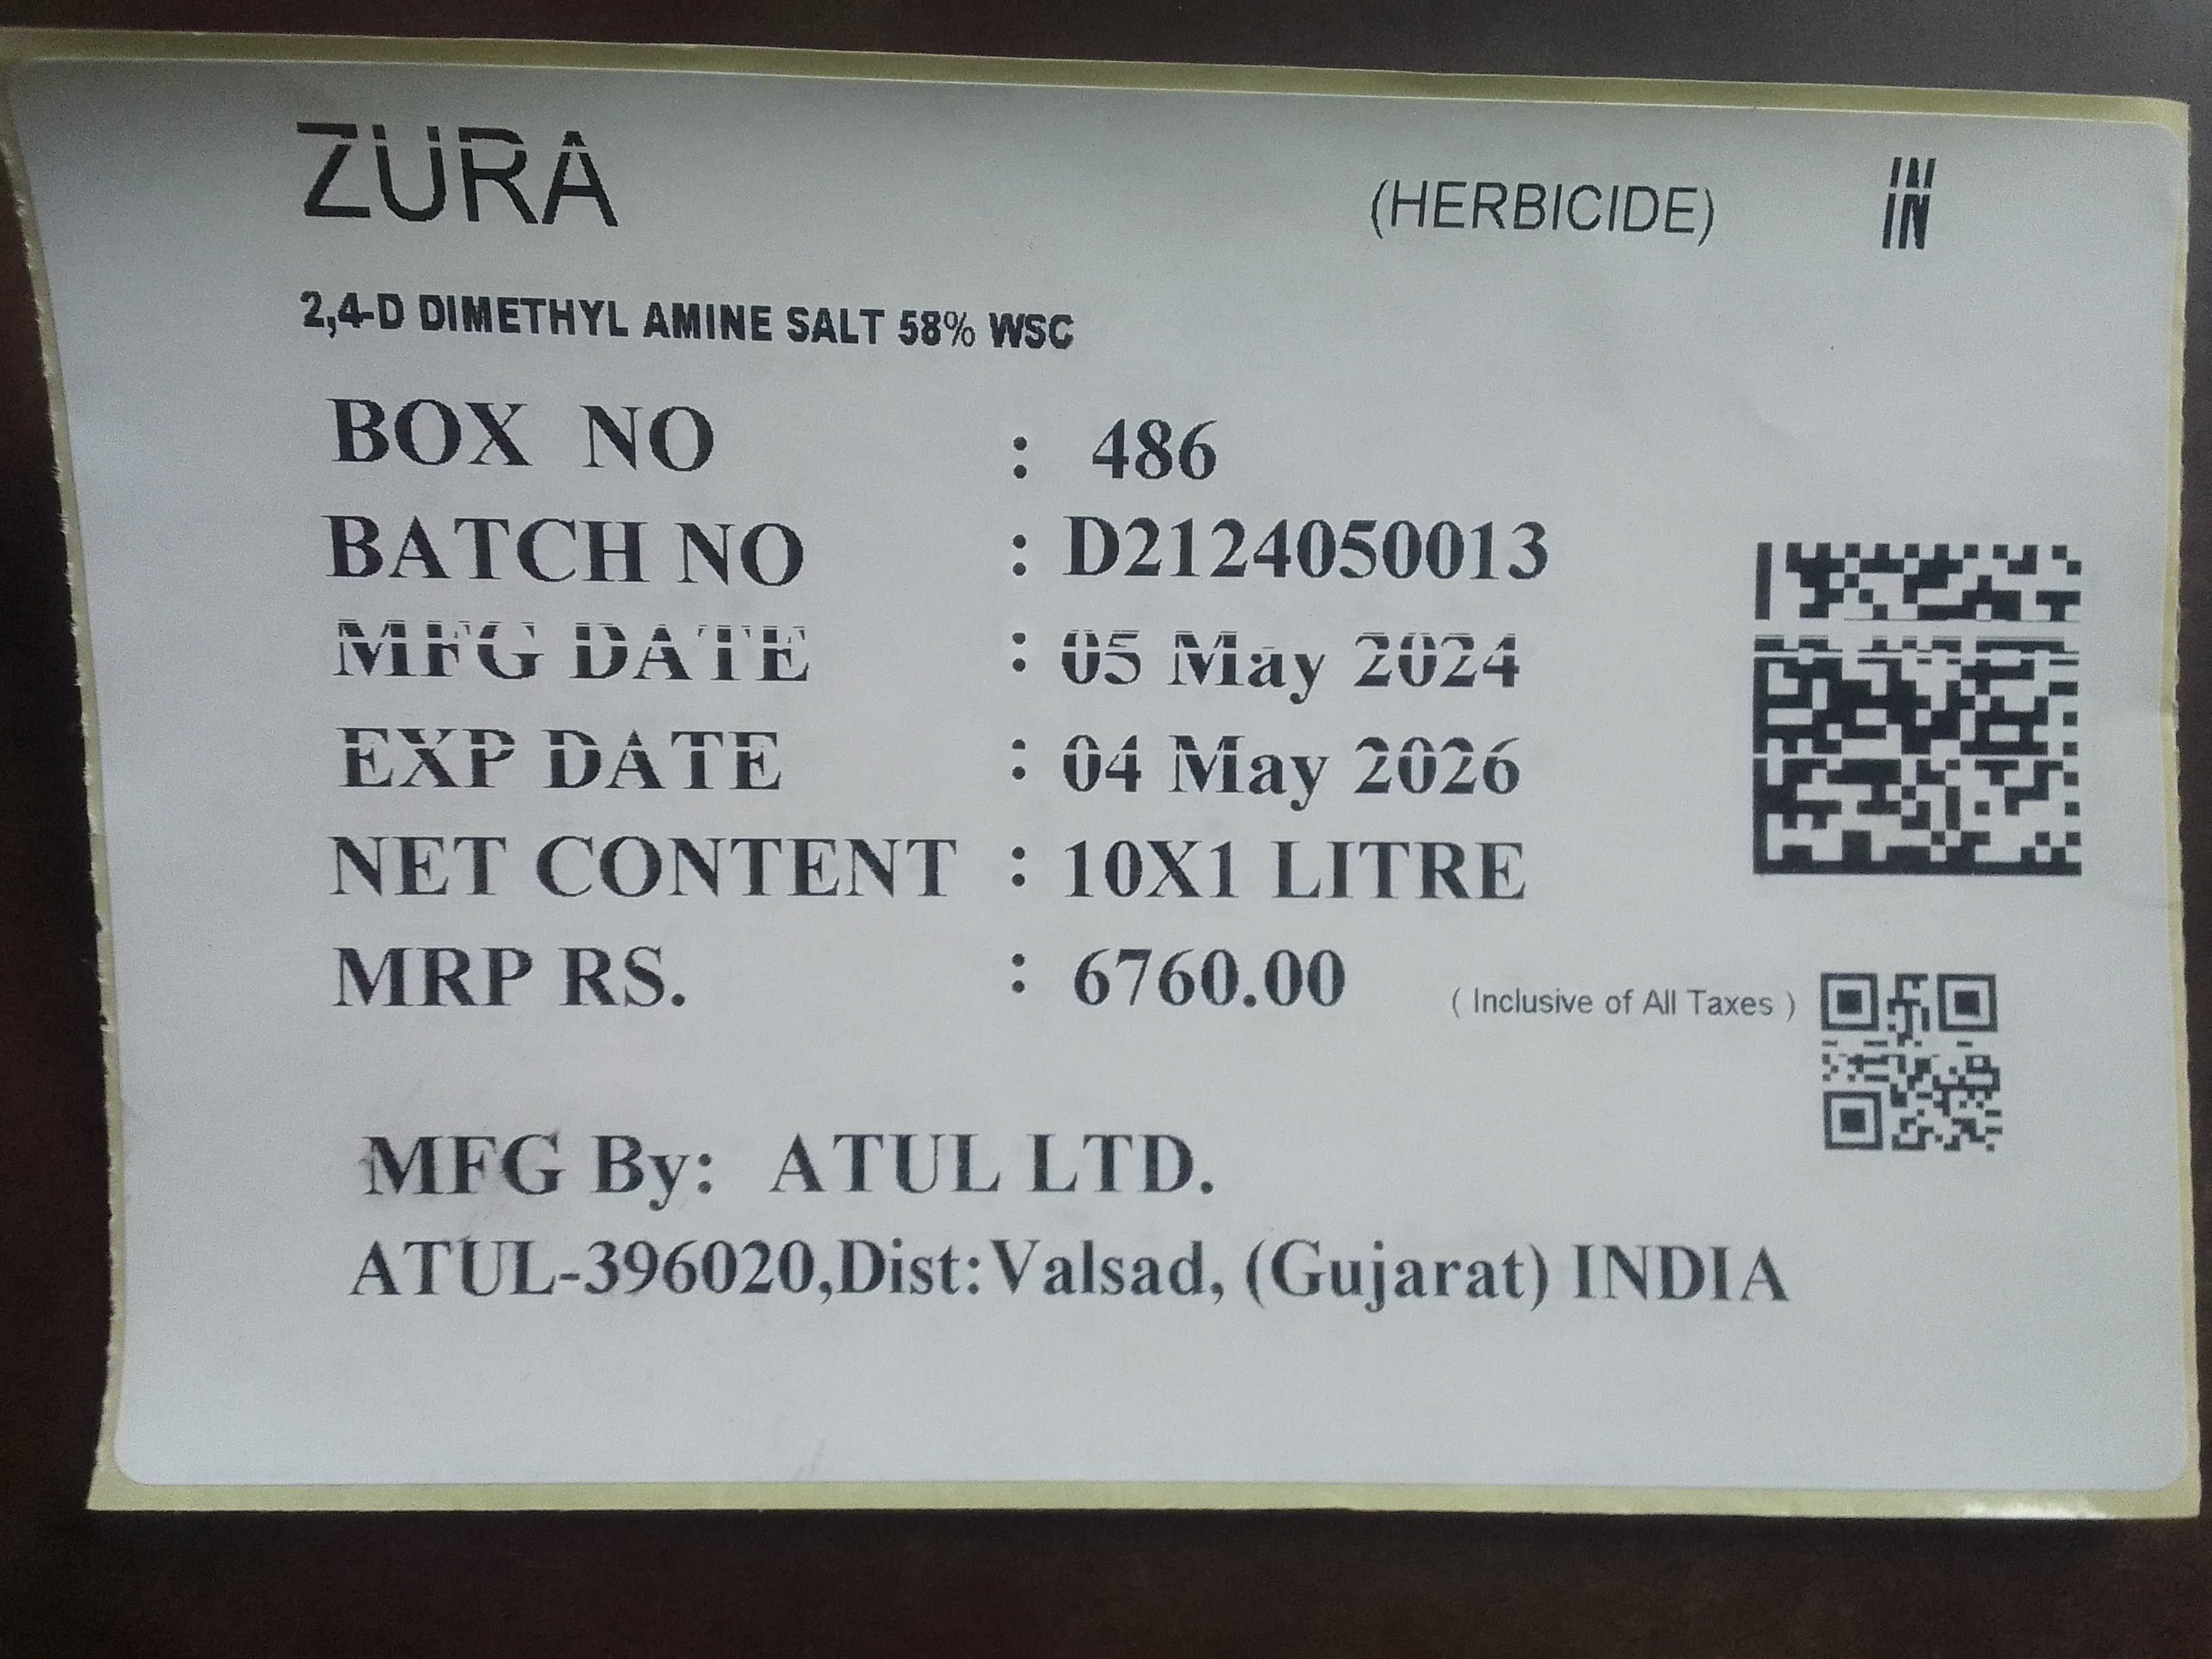 ZURA (HERBICIDE) IN
2,4-D DIMETHYL AMINE SALT 58% WSC
BOX NO : 486
BATCH NO : D2124050013
MFG DATE : 05 May 2024
EXP DATE : 04 May 2026
NET CONTENT : 10X1 LITRE
MRP RS. : 6760.00 ( Inclusive of All Taxes )
MFG By: ATUL LTD.
ATUL-396020,Dist:Valsad, (Gujarat) INDIA